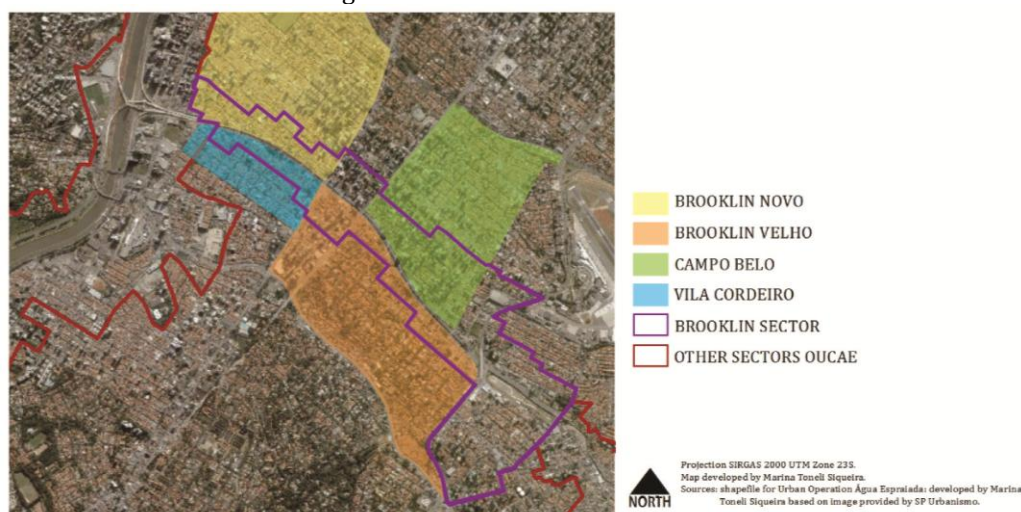 BROOKLIN NOVO
BROOKLIN VELHO
CAMPO BELO
VILA CORDEIRO
BROOKLIN SECTOR
OTHER SECTORS OUCAE
NORTH
Projection SIRGAS 2000 UTM Zone 23S.
Map developed by Marina Toneli Siqueira.
Sources: shapefile for Urban Operation Água Espraiada: developed by Marina
Toneli Siqueira based on image provided by SP Urbanismo.